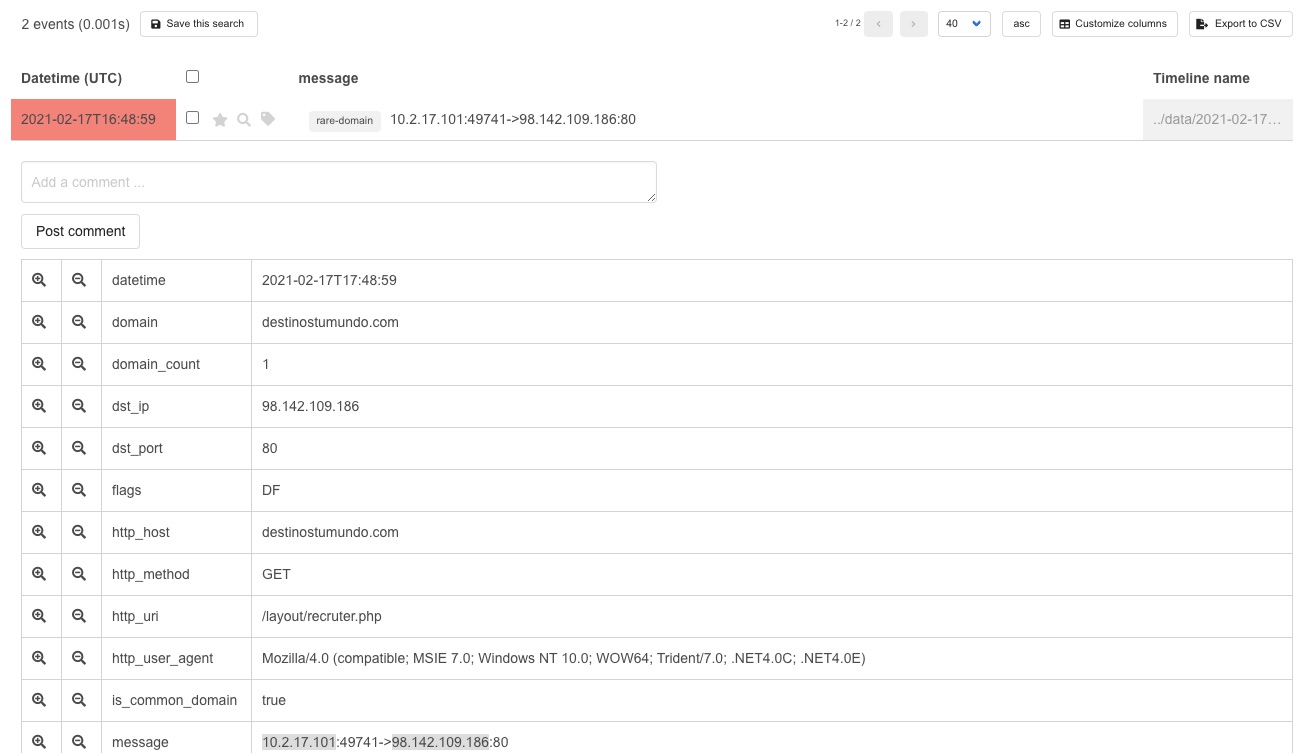 2 events (0.001s) Save this search 1-2 / 2 ‹ › 40 asc Customize columns Export to CSV
Datetime (UTC) message Timeline name
2021-02-17T16:48:59 rare-domain 10.2.17.101:49741->98.142.109.186:80 ../data/2021-02-17...
Add a comment ...
Post comment
datetime 2021-02-17T17:48:59
domain destinostumundo.com
domain_count 1
dst_ip 98.142.109.186
dst_port 80
flags DF
http_host destinostumundo.com
http_method GET
http_uri /layout/recruter.php
http_user_agent Mozilla/4.0 (compatible; MSIE 7.0; Windows NT 10.0; WOW64; Trident/7.0; .NET4.0C; .NET4.0E)
is_common_domain true
message 10.2.17.101:49741->98.142.109.186:80